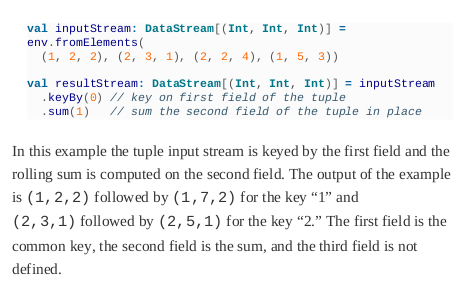 val inputStream: DataStream[(Int, Int, Int)] =
env.fromElements(
  (1, 2, 2), (2, 3, 1), (2, 2, 4), (1, 5, 3))
val resultStream: DataStream[(Int, Int, Int)] = inputStream
  .keyBy(0) // key on first field of the tuple
  .sum(1)   // sum the second field of the tuple in place
In this example the tuple input stream is keyed by the first field and the
rolling sum is computed on the second field. The output of the example
is (1,2,2) followed by (1,7,2) for the key “1” and
(2,3,1) followed by (2,5,1) for the key “2.” The first field is the
common key, the second field is the sum, and the third field is not
defined.